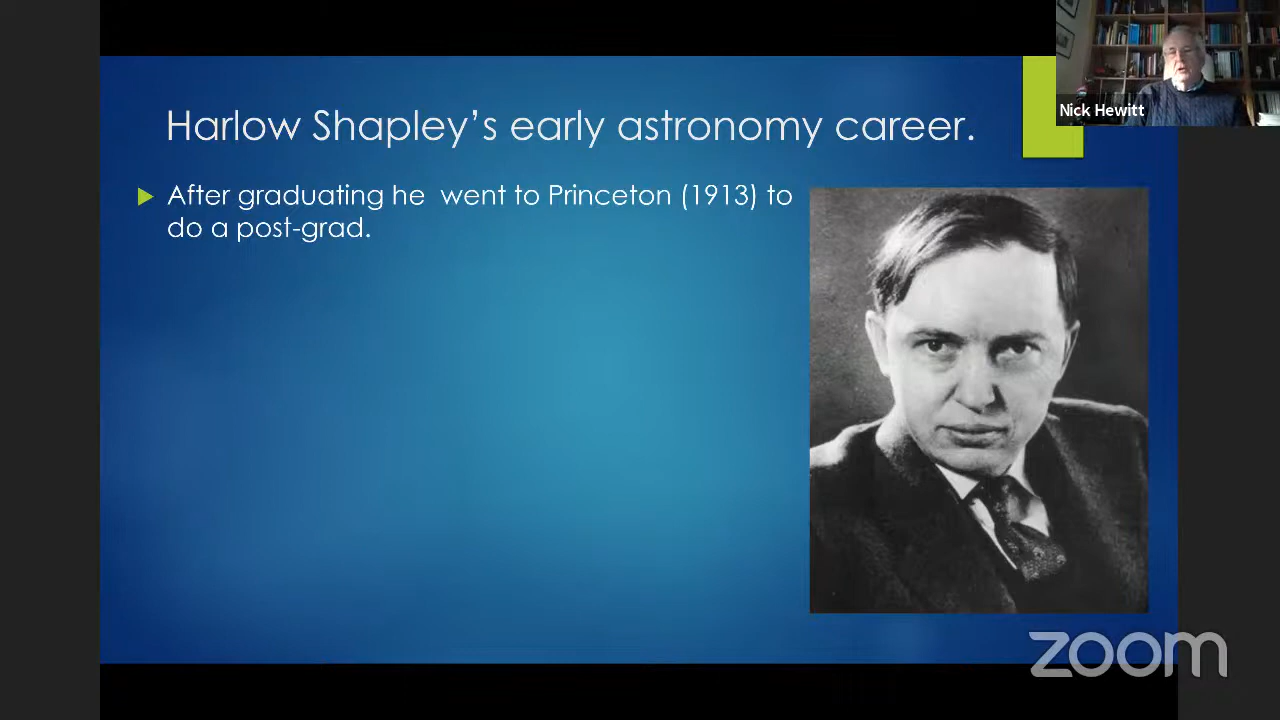 Harlow Shapley’s early astronomy career.
Nick Hewitt
After graduating he went to Princeton (1913) to
do a post-grad.
zoom